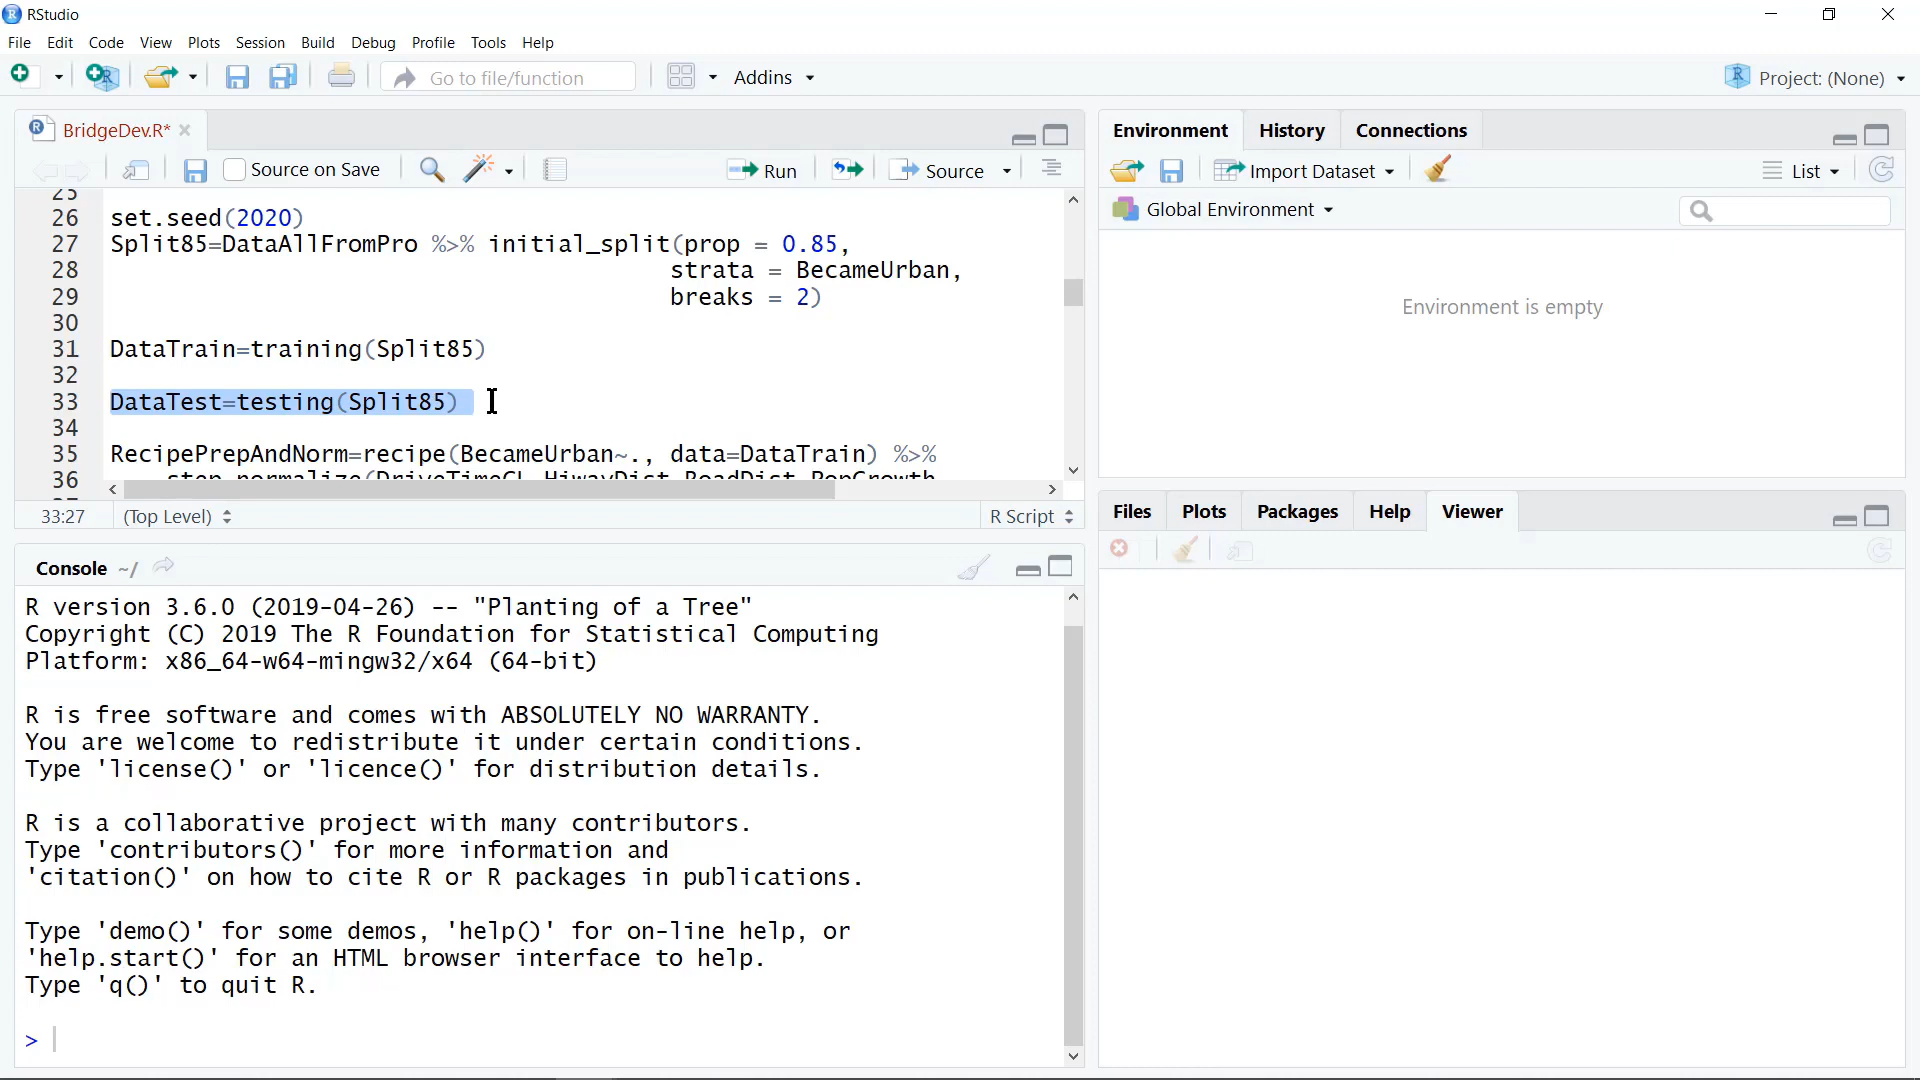 RStudio
File Edit Code View Plots Session Build Debug Profile Tools Help
Go to file/function
Addins
Project: (None)
BridgeDev.R*
Source on Save
Run
Source
25
26 set.seed(2020)
27 Split85=DataAllFromPro %>% initial_split(prop = 0.85,
28 strata = BecameUrban,
29 breaks = 2)
30
31 DataTrain=training(Split85)
32
33 DataTest=testing(Split85)
34
35 RecipePrepAndNorm=recipe(BecameUrban~., data=DataTrain) %>%
36 step_normalize(DriveTimeCL, HiwayDist, RoadDist, PopGrowth,
33:27 (Top Level) R Script
Console ~/
R version 3.6.0 (2019-04-26) -- "Planting of a Tree"
Copyright (C) 2019 The R Foundation for Statistical Computing
Platform: x86_64-w64-mingw32/x64 (64-bit)
R is free software and comes with ABSOLUTELY NO WARRANTY.
You are welcome to redistribute it under certain conditions.
Type 'license()' or 'licence()' for distribution details.
R is a collaborative project with many contributors.
Type 'contributors()' for more information and
'citation()' on how to cite R or R packages in publications.
Type 'demo()' for some demos, 'help()' for on-line help, or
'help.start()' for an HTML browser interface to help.
Type 'q()' to quit R.
>
Environment History Connections
Import Dataset
List
Global Environment
Environment is empty
Files Plots Packages Help Viewer